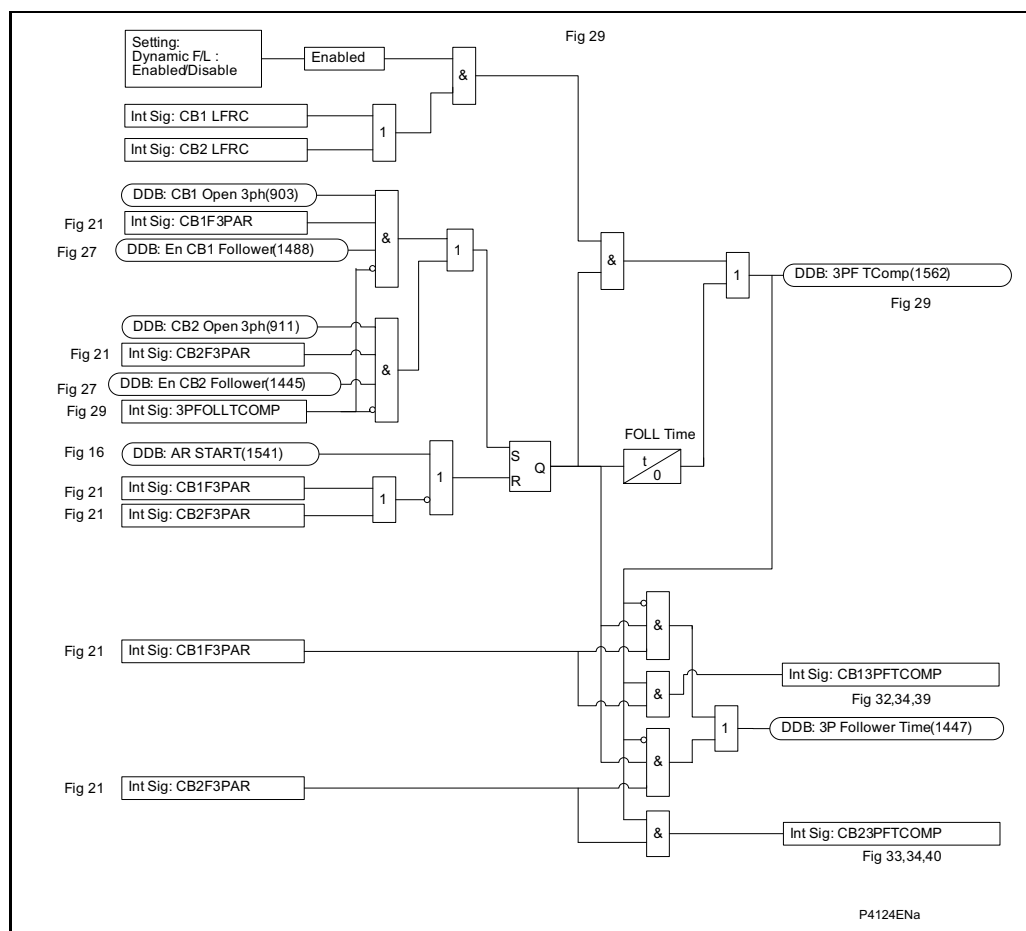 Fig 29
Setting:
Dynamic F/L :
Enabled/Disable
Enabled
&
Int Sig: CB1 LFRC
1
Int Sig: CB2 LFRC
DDB: CB1 Open 3ph(903)
Fig 21
Int Sig: CB1F3PAR
&
1
Fig 27
DDB: En CB1 Follower(1488)
&
1
DDB: 3PF TComp(1562)
Fig 29
DDB: CB2 Open 3ph(911)
Fig 21
Int Sig: CB2F3PAR
&
Fig 27
DDB: En CB2 Follower(1445)
Fig 29
Int Sig: 3PFOLLTCOMP
FOLL Time
Fig 16
DDB: AR START(1541)
S
Q
R
t
0
1
Fig 21
Int Sig: CB1F3PAR
1
Fig 21
Int Sig: CB2F3PAR
&
Fig 21
Int Sig: CB1F3PAR
&
Int Sig: CB13PFTCOMP
Fig 32,34,39
1
DDB: 3P Follower Time(1447)
&
Fig 21
Int Sig: CB2F3PAR
&
Int Sig: CB23PFTCOMP
Fig 33,34,40
P4124ENa